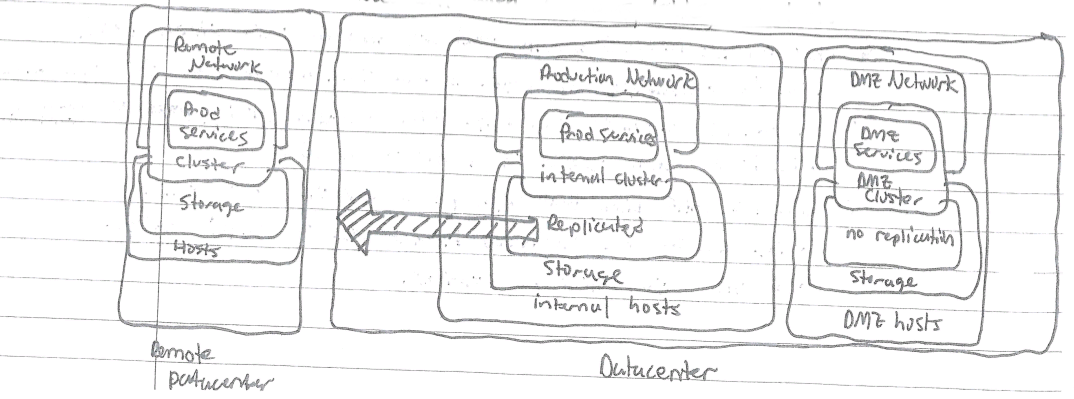 Remote
Network
Prod
services
cluster
Storage
Hosts
Remote
Datacenter
Production Network
Prod services
internal cluster
Replicated
Storage
internal hosts
Datacenter
DMZ Network
DMZ
Services
DMZ
Cluster
no replication
Storage
DMZ hosts